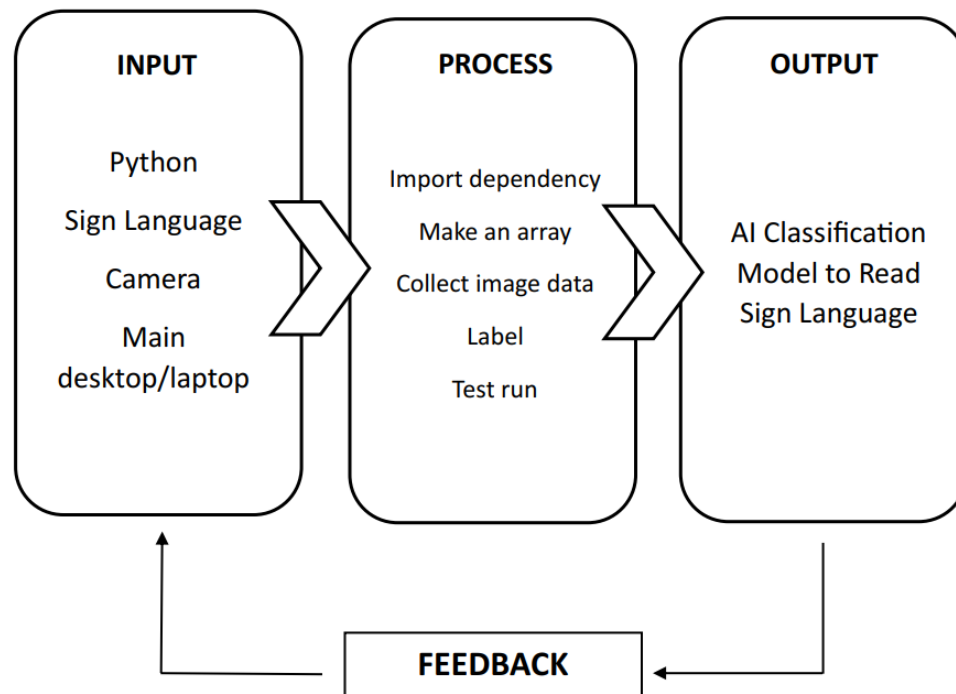 INPUT
Python
Sign Language
Camera
Main
desktop/laptop
PROCESS
Import dependency
Make an array
Collect image data
Label
Test run
OUTPUT
AI Classification
Model to Read
Sign Language
FEEDBACK